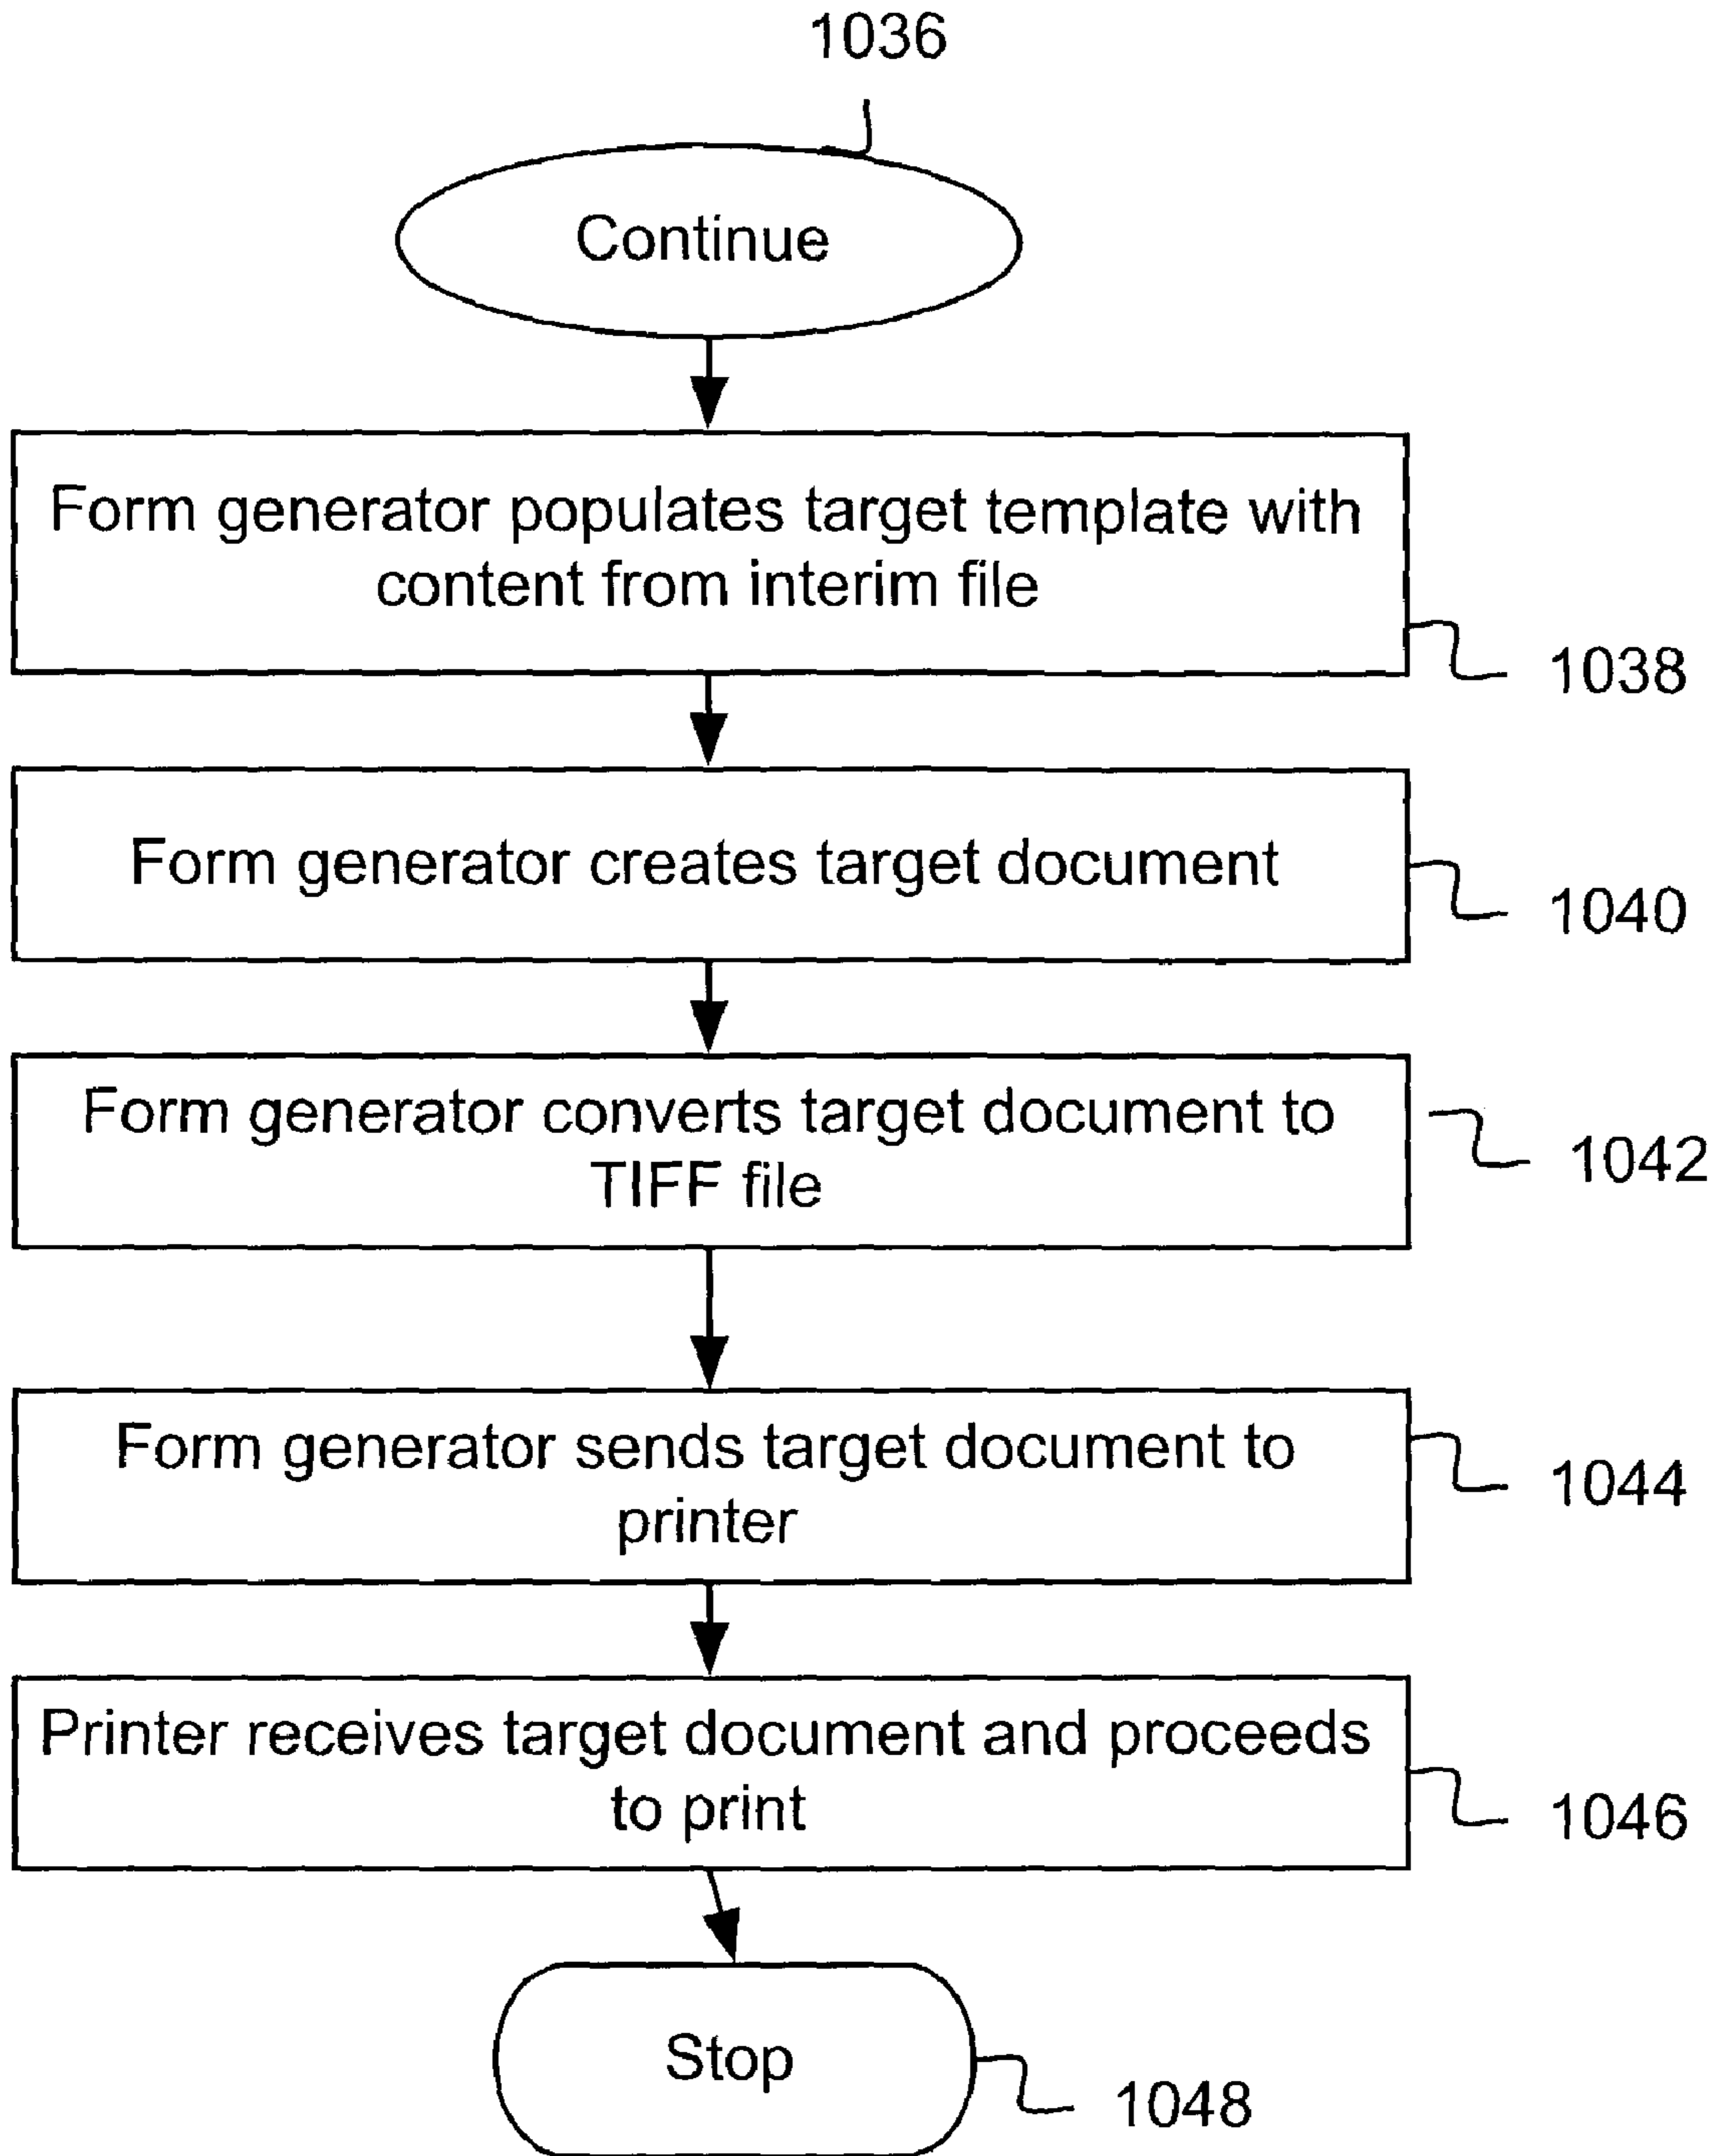 1036
Continue
Form generator populates target template with
content from interim file
1038
Form generator creates target document
1040
Form generator converts target document to
TIFF file
1042
Form generator sends target document to
printer
1044
Printer receives target document and proceeds
to print
1046
Stop
1048